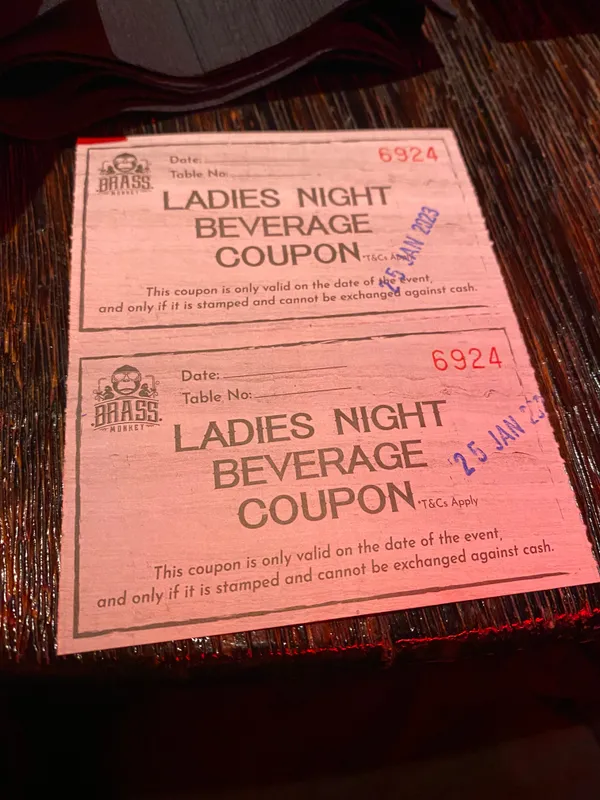 BRASS
MONKEY
Date:
6924
Table No:
LADIES NIGHT
BEVERAGE
COUPON
*T&Cs
25 JAN 2023
This coupon is only valid on the date of the event,
and only if it is stamped and cannot be exchanged against cash.
BRASS
MONKEY
Date:
6924
Table No:
LADIES NIGHT
BEVERAGE
COUPON *T&Cs Apply
25 JAN
This coupon is only valid on the date of the event,
and only if it is stamped and cannot be exchanged against cash.